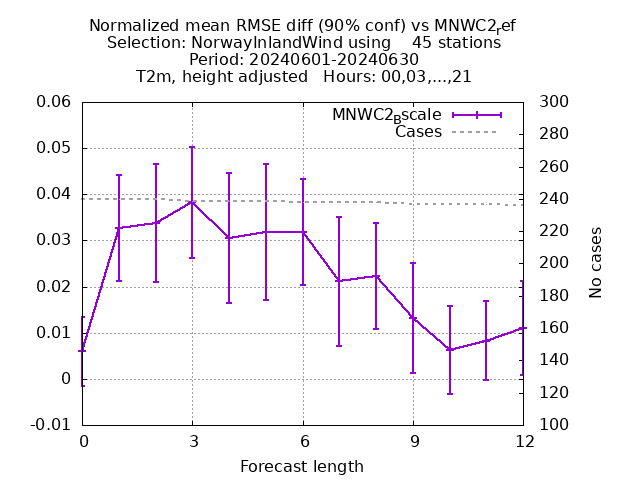 Normalized mean RMSE diff (90% conf) vs MNWC2ref
Selection: NorwayInlandWind using    45 stations
Period: 20240601-20240630
T2m, height adjusted   Hours: 00,03,...,21
MNWC2Bscale
Cases
0.06
0.05
0.04
0.03
0.02
0.01
0
-0.01
300
280
260
240
220
200
180
160
140
120
100
No cases
0 3 6 9 12
Forecast length